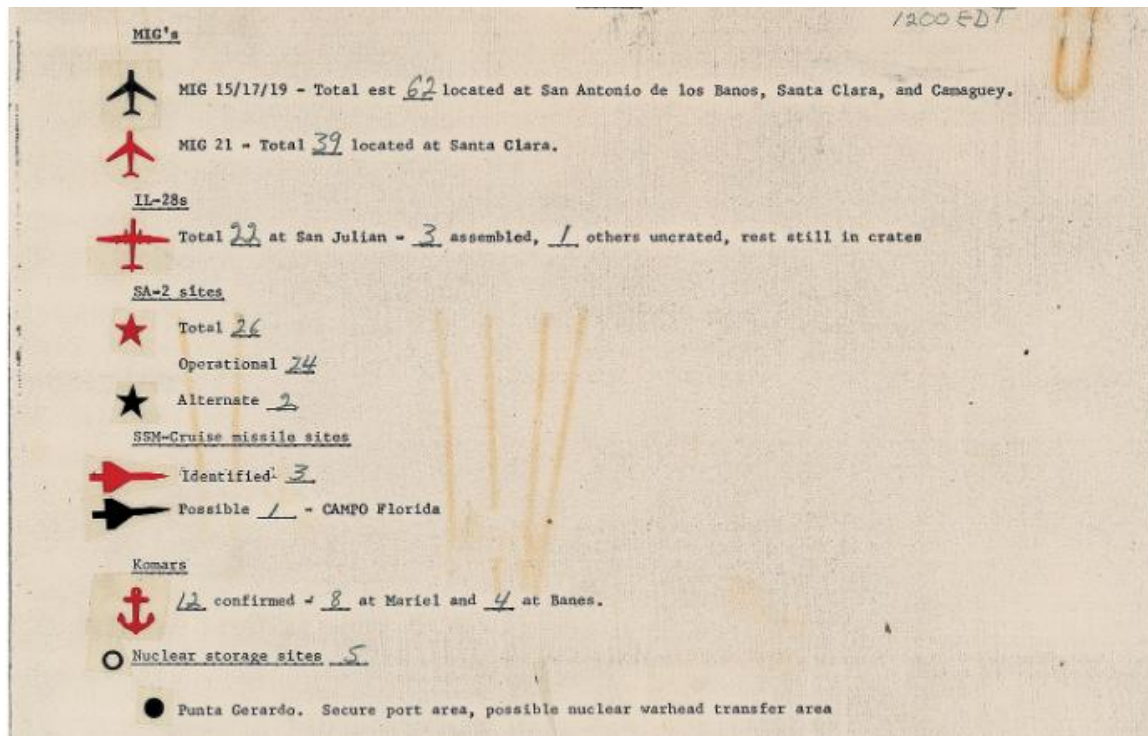 1200 EDT
MIG's
MIG 15/17/19 - Total est 62 located at San Antonio de los Banos, Santa Clara, and Camaguey.
MIG 21 - Total 39 located at Santa Clara.
IL-28s
Total 22 at San Julian - 3 assembled, 1 others uncrated, rest still in crates
SA-2 sites
Total 26
Operational 24
Alternate 2
SSM-Cruise missile sites
Identified- 3
Possible 1 - CAMPO Florida
Komars
12 confirmed - 8 at Mariel and 4 at Banes.
Nuclear storage sites 5
Punta Gerardo. Secure port area, possible nuclear warhead transfer area